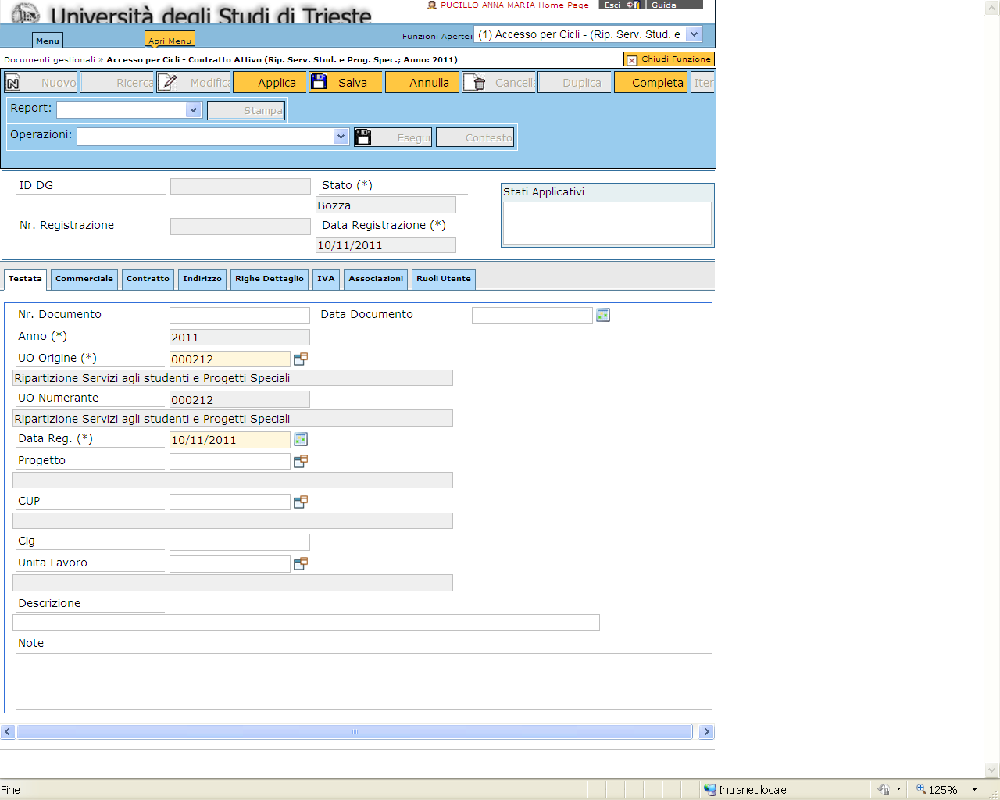 Università degli Studi di Trieste
PUCILLO ANNA MARIA Home Page
Esci
Guida
Menu
Apri Menu
Funzioni Aperte: (1) Accesso per Cicli - (Rip. Serv. Stud. e
Documenti gestionali » Accesso per Cicli - Contratto Attivo (Rip. Serv. Stud. e Prog. Spec.; Anno: 2011)
Chiudi Funzione
Nuovo Ricerca Modifica Applica Salva Annulla Cancella Duplica Completa Iter
Report: Stampa
Operazioni: Esegui Contesto
ID DG Stato (*)
Bozza
Stati Applicativi
Nr. Registrazione Data Registrazione (*)
10/11/2011
Testata Commerciale Contratto Indirizzo Righe Dettaglio IVA Associazioni Ruoli Utente
Nr. Documento Data Documento
Anno (*) 2011
UO Origine (*) 000212
Ripartizione Servizi agli studenti e Progetti Speciali
UO Numerante 000212
Ripartizione Servizi agli studenti e Progetti Speciali
Data Reg. (*) 10/11/2011
Progetto
CUP
Cig
Unita Lavoro
Descrizione
Note
Fine Intranet locale 125%